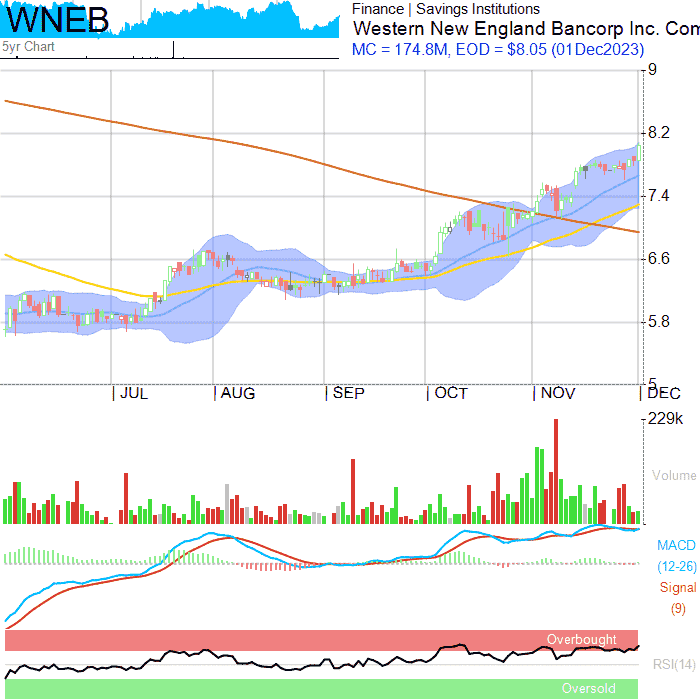 WNEB
Finance | Savings Institutions
Western New England Bancorp Inc. Com
5yr Chart
MC = 174.8M, EOD = $8.05 (01Dec2023)
9
8.2
7.4
6.6
5.8
5
JUL AUG SEP OCT NOV DEC
229k
Volume
MACD
(12-26)
Signal
(9)
Overbought
RSI(14)
Oversold